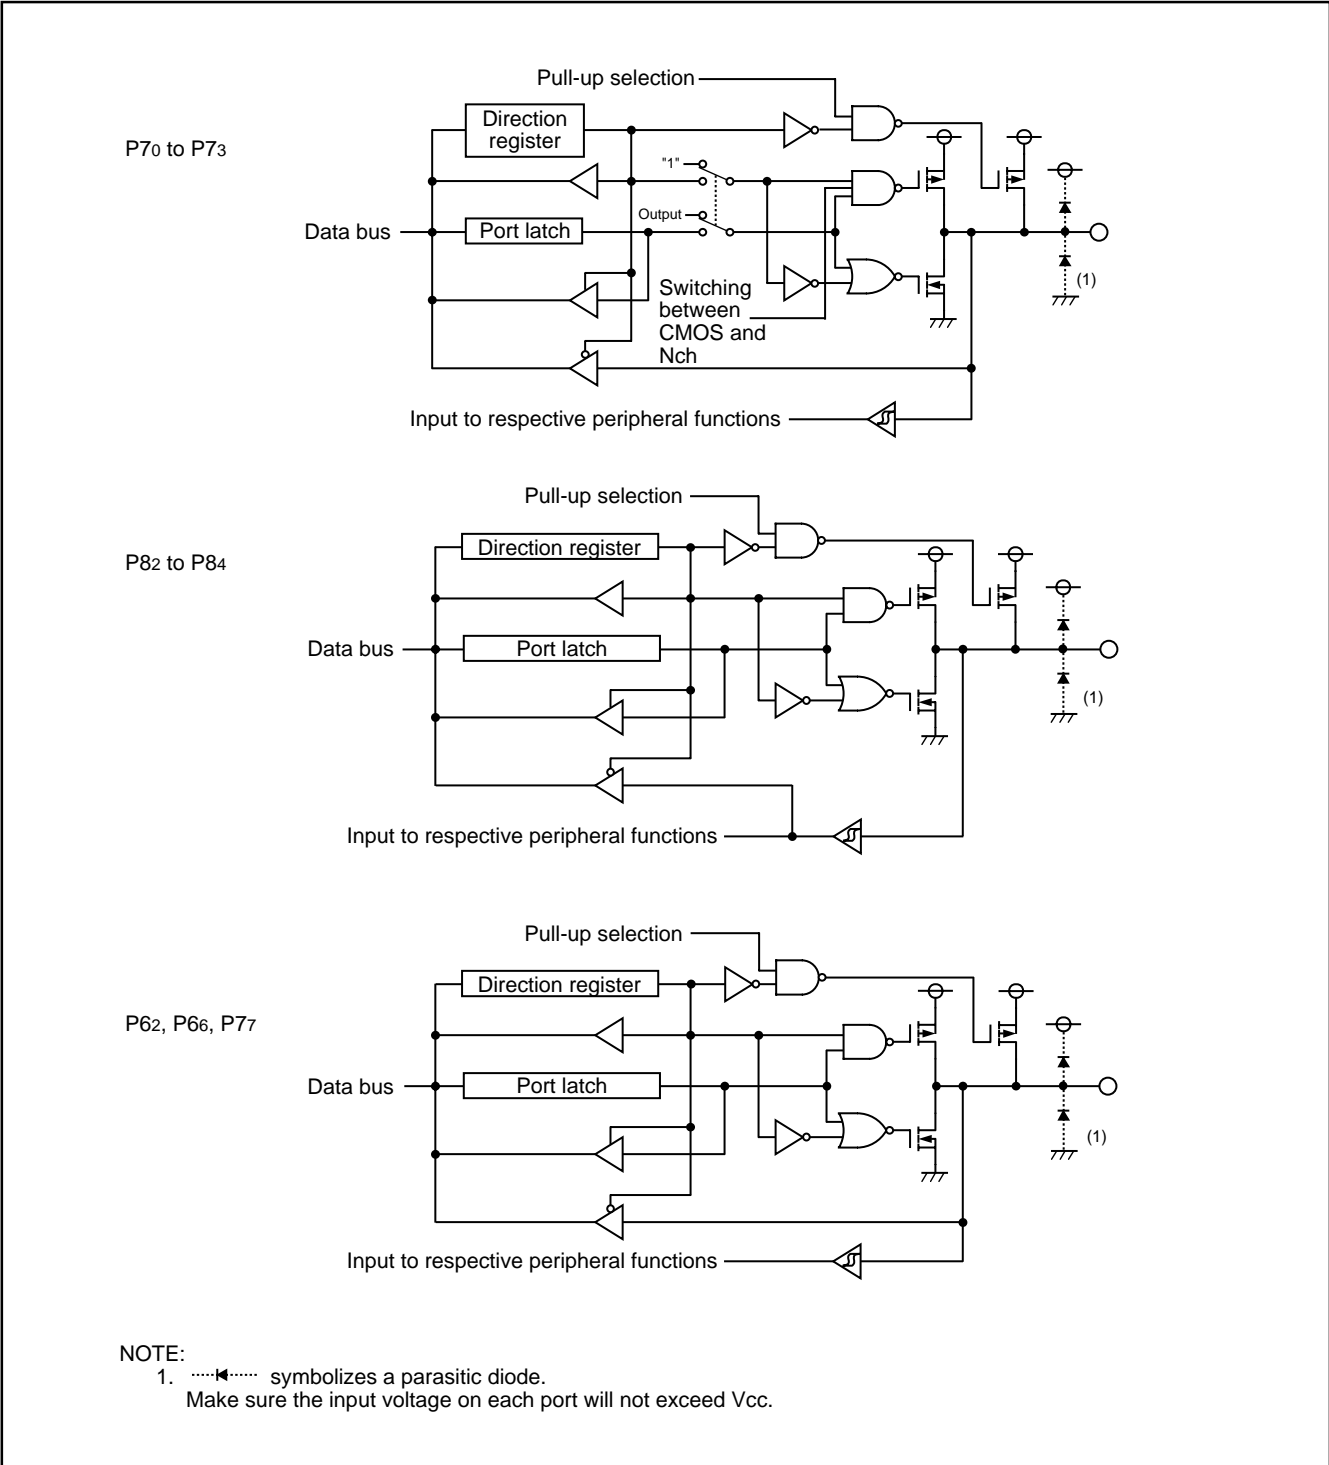 Pull-up selection
Direction
register
P70 to P73
"1"
Output
Data bus
Port latch
Switching
between
CMOS and
Nch
(1)
Input to respective peripheral functions
Pull-up selection
Direction register
P82 to P84
Data bus
Port latch
(1)
Input to respective peripheral functions
Pull-up selection
Direction register
P62, P66, P77
Data bus
Port latch
(1)
Input to respective peripheral functions
NOTE:
1. symbolizes a parasitic diode.
Make sure the input voltage on each port will not exceed Vcc.